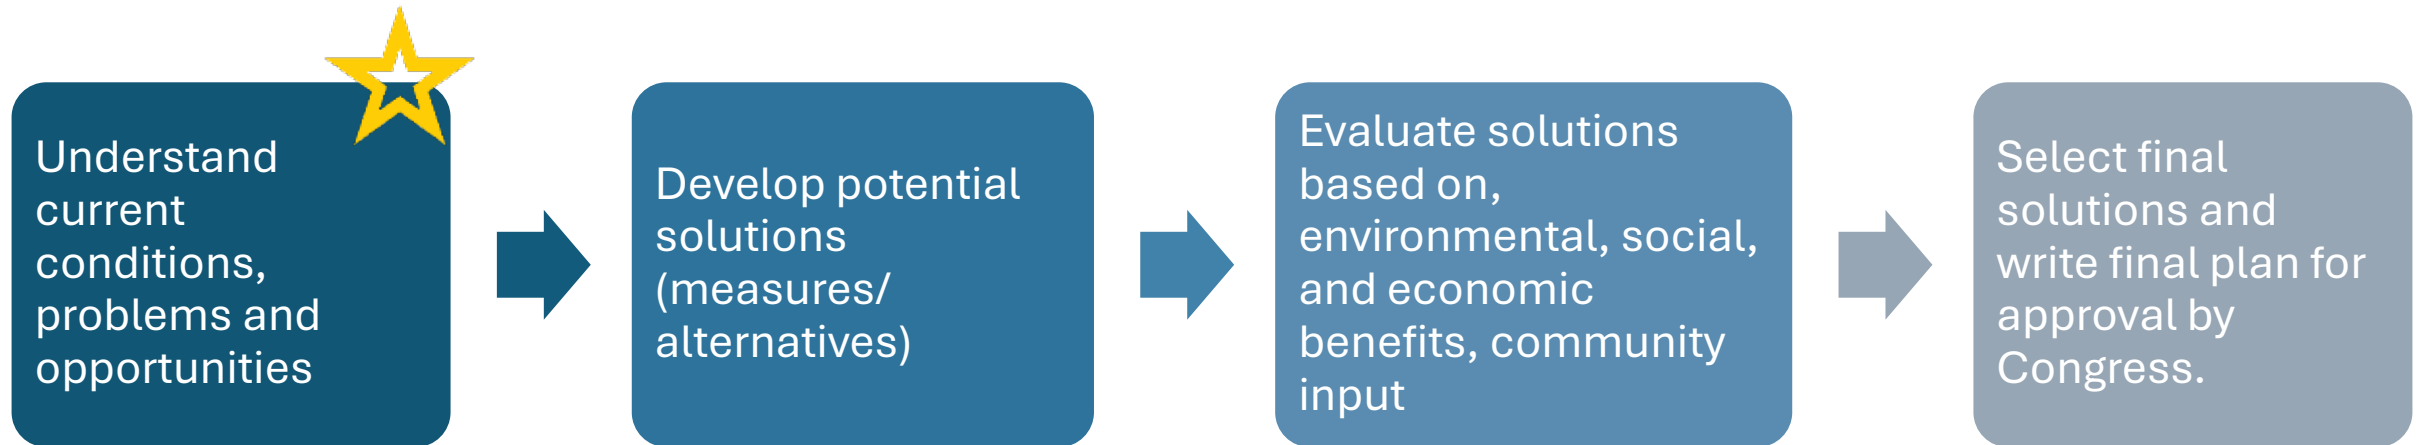 Understand
current
conditions,
problems and
opportunities
Develop potential
solutions
(measures/
alternatives)
Evaluate solutions
based on,
environmental, social,
and economic
benefits, community
input
Select final
solutions and
write final plan for
approval by
Congress.